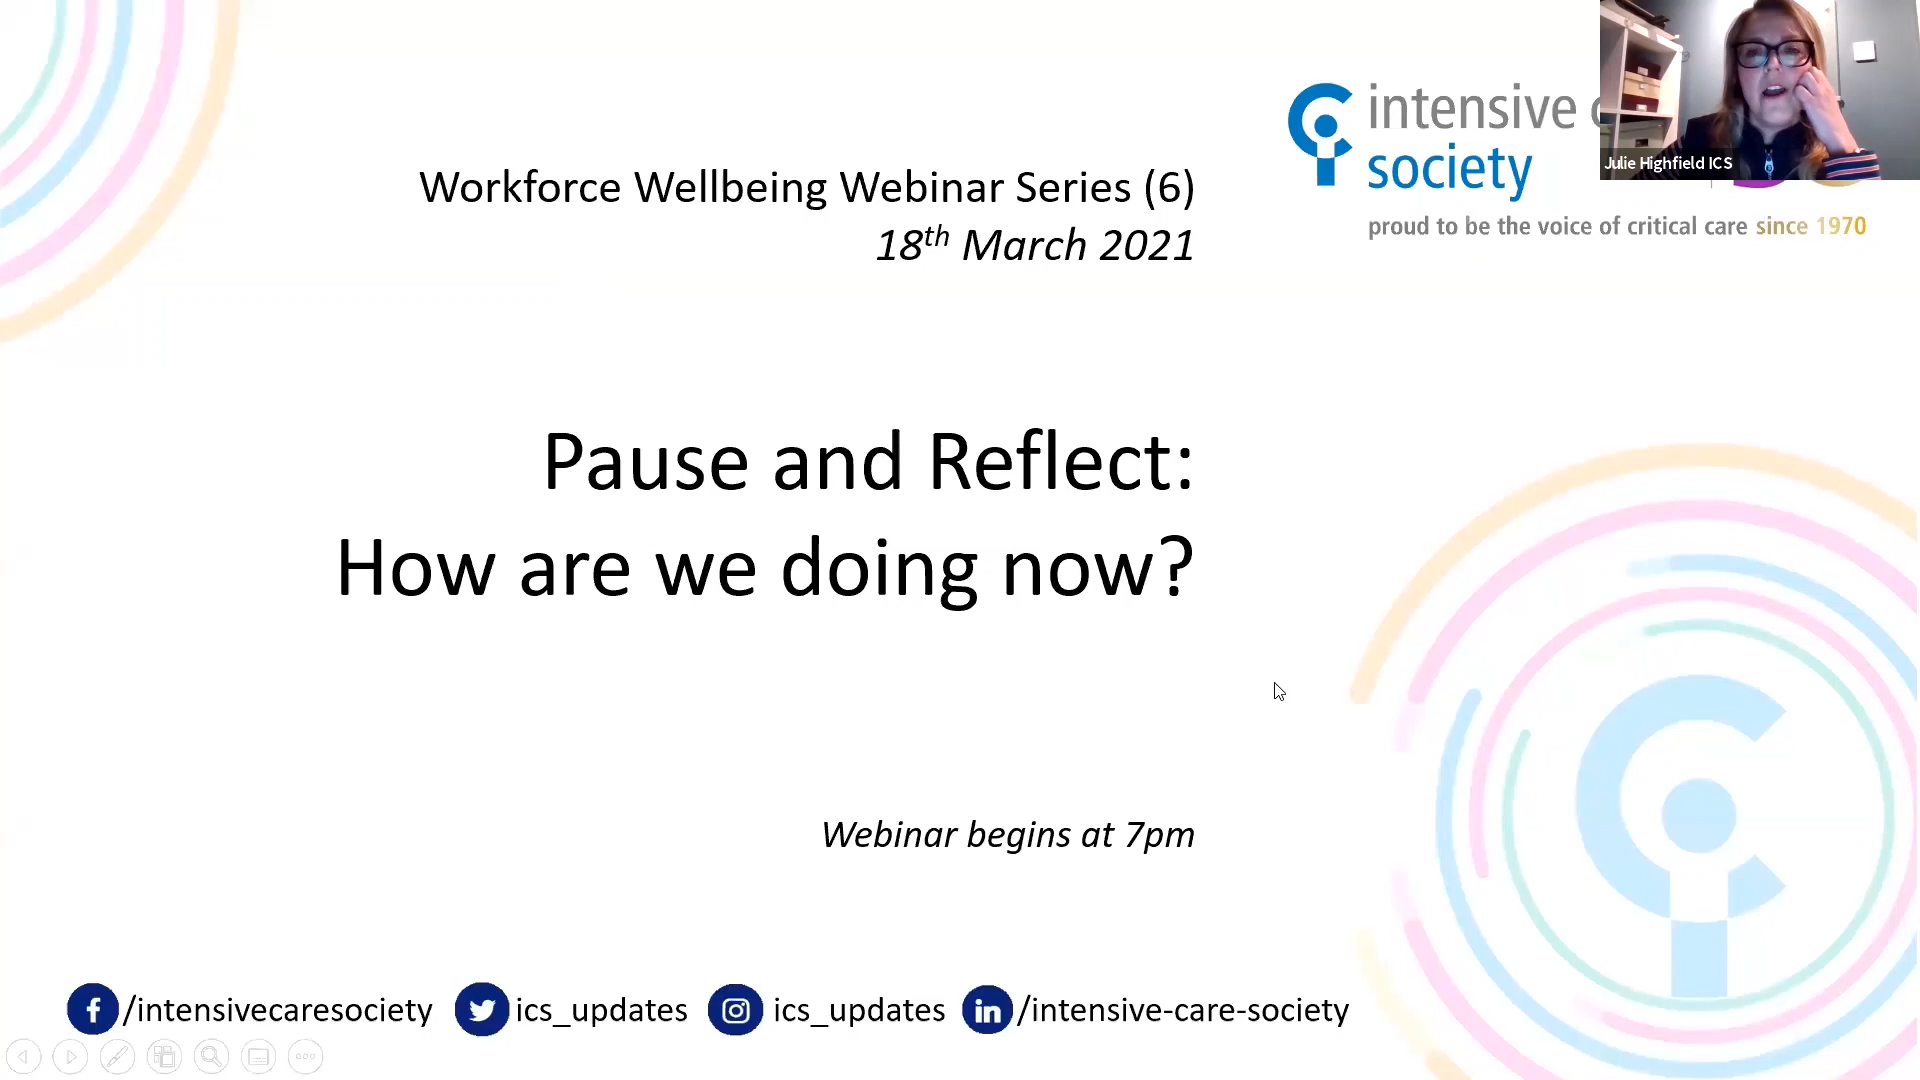 Workforce Wellbeing Webinar Series (6)
18th March 2021
intensive
society
proud to be the voice of critical care since 1970
Julie Highfield ICS
Pause and Reflect:
How are we doing now?
Webinar begins at 7pm
/intensivecaresociety
ics_updates
ics_updates
/intensive-care-society